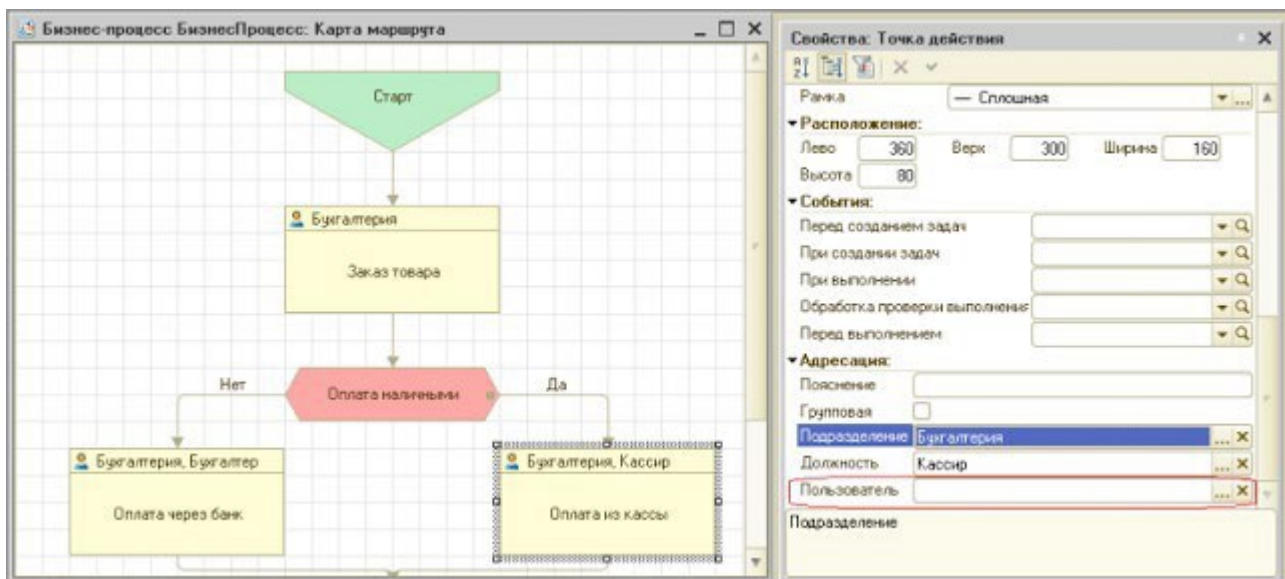 Бизнес-процесс БизнесПроцесс: Карта маршрута
Старт
Бухгалтерия
Заказ товара
Нет
Оплата наличными
Да
Бухгалтерия, Бухгалтер
Оплата через банк
Бухгалтерия, Кассир
Оплата из кассы
Свойства: Точка действия
Рамка — Сплошная
Расположение:
Лево 360 Верх 300 Ширина 160
Высота 80
События:
Перед созданием задач
При создании задач
При выполнении
Обработка проверки выполнения
Перед выполнением
Адресация:
Пояснение
Групповая
Подразделение Бухгалтерия
Должность Кассир
Пользователь
Подразделение